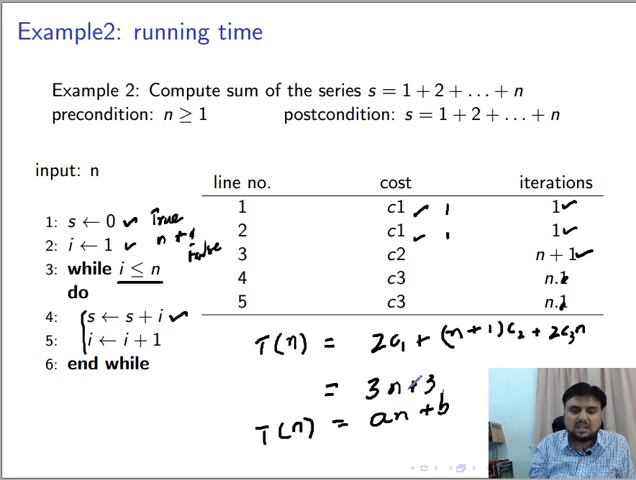 Example2: running time
Example 2: Compute sum of the series s = 1 + 2 + . . . + n
precondition: n ≥ 1 postcondition: s = 1 + 2 + . . . + n
input: n
1: s ← 0 True
2: i ← 1 n + 1
False
3: while i ≤ n
do
4: s ← s + i
5: i ← i + 1
6: end while
line no. cost iterations
1 c1 1 1
2 c1 1 1
3 c2 n + 1
4 c3 n.1
5 c3 n.1
T(n) = 2c1 + (n+1)c2 + 2c3n
= 3n+3
T(n) = an + b